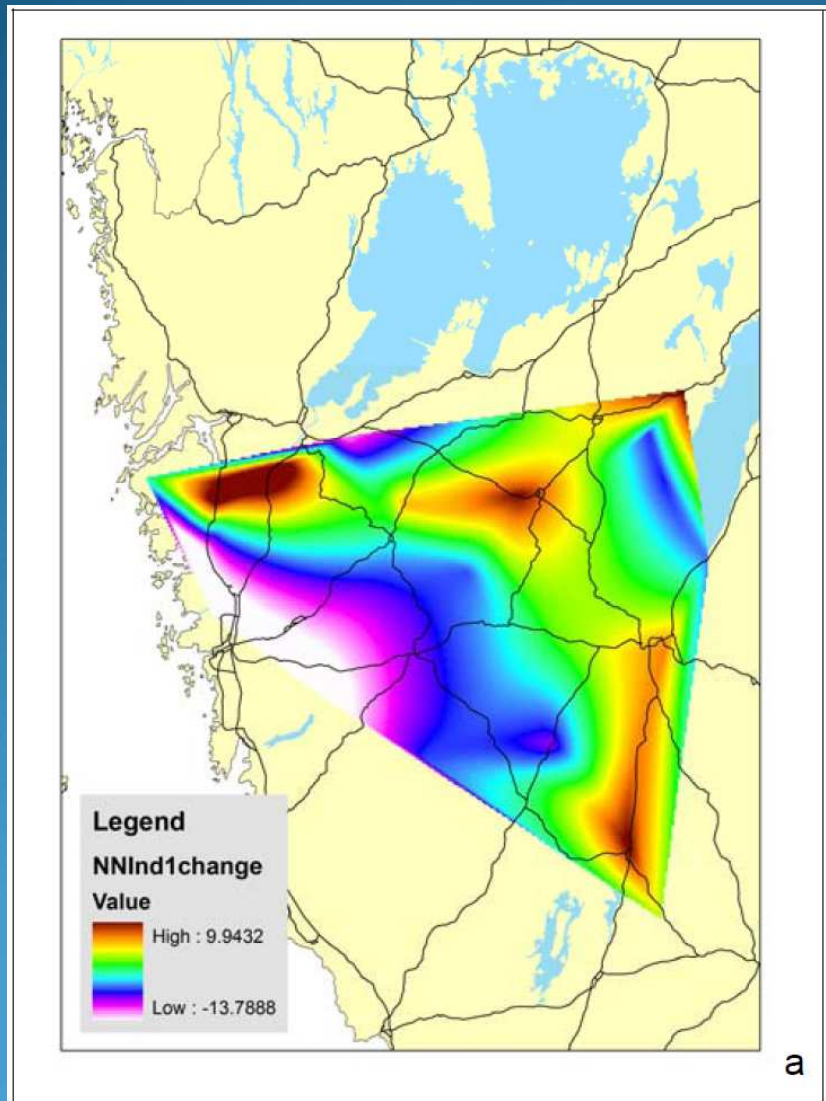 Legend
NNInd1change
Value
High : 9.9432
Low : -13.7888
a